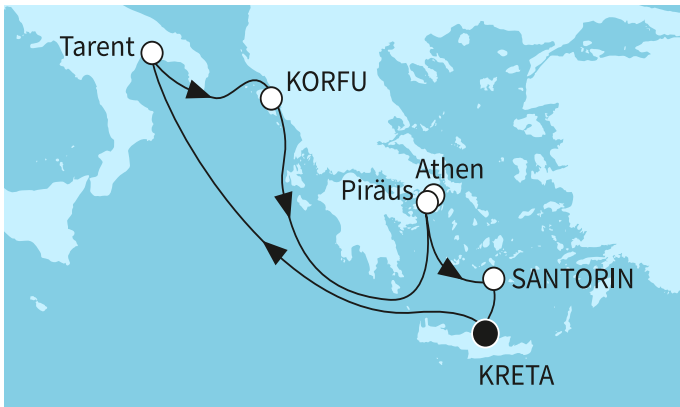 Tarent
KORFU
Athen
Piräus
SANTORIN
KRETA